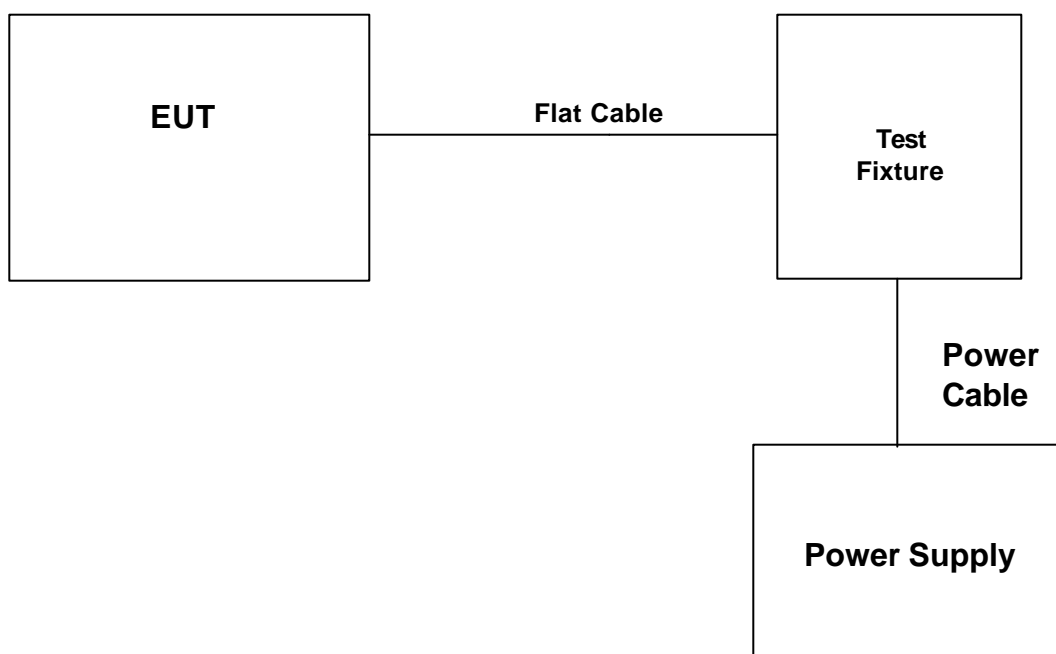 EUT
Flat Cable
Test
Fixture
Power
Cable
Power Supply